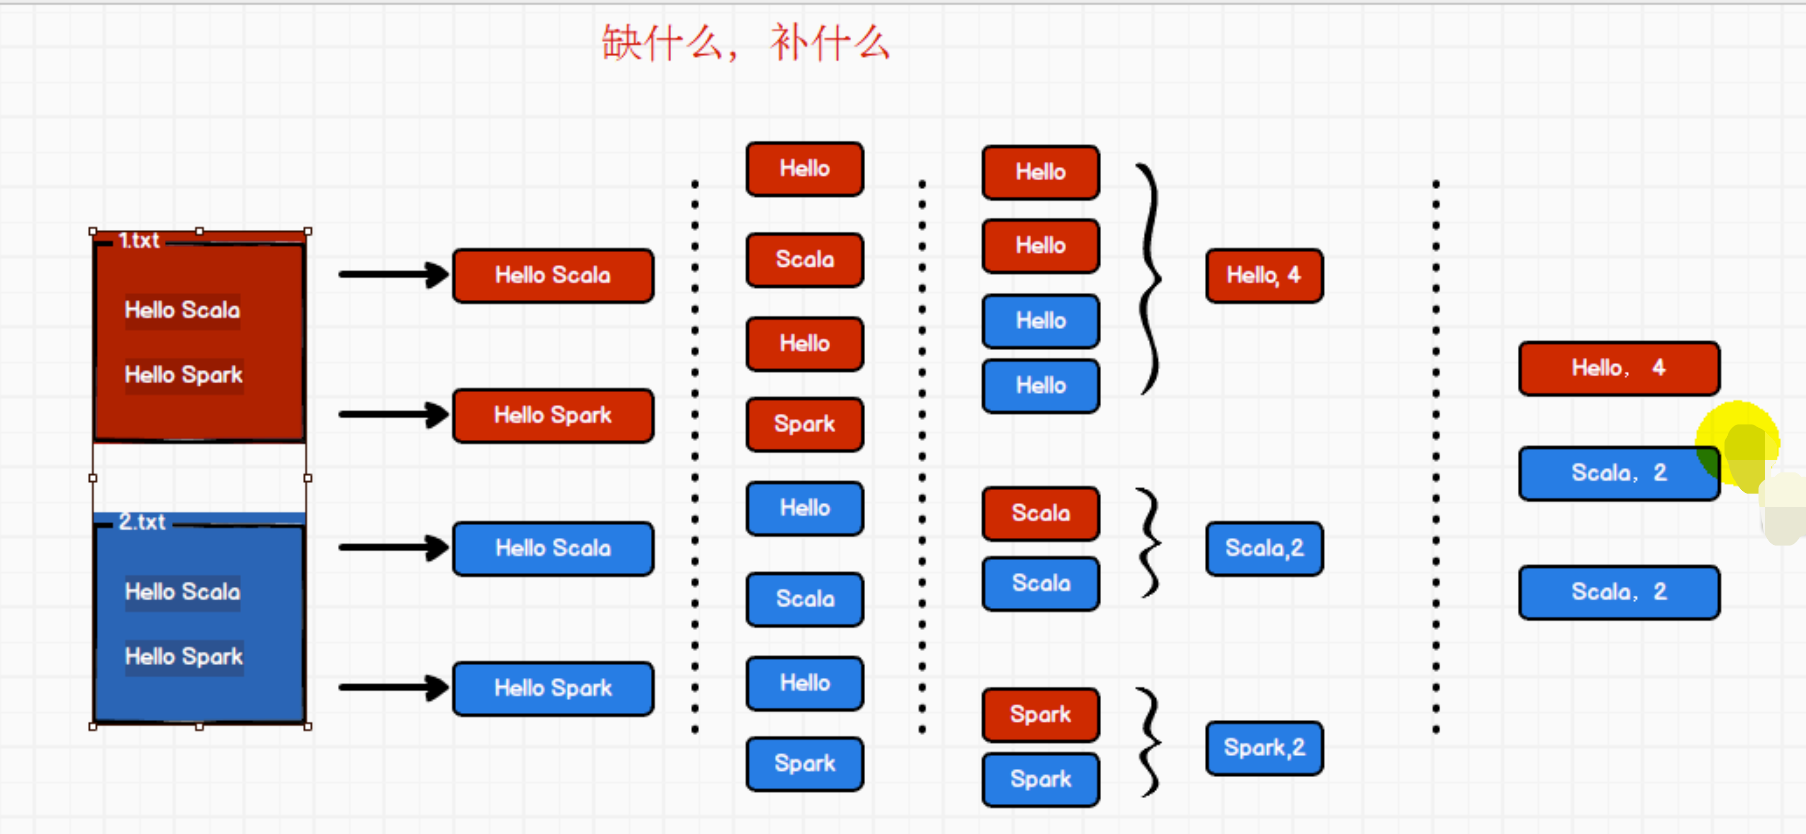 缺什么，补什么
1.txt
Hello Scala
Hello Spark
2.txt
Hello Scala
Hello Spark
Hello Scala
Hello Spark
Hello Scala
Hello Spark
Hello
Scala
Hello
Spark
Hello
Scala
Hello
Spark
Hello
Hello
Hello
Hello
Scala
Scala
Spark
Spark
Hello, 4
Scala,2
Spark,2
Hello， 4
Scala，2
Scala，2